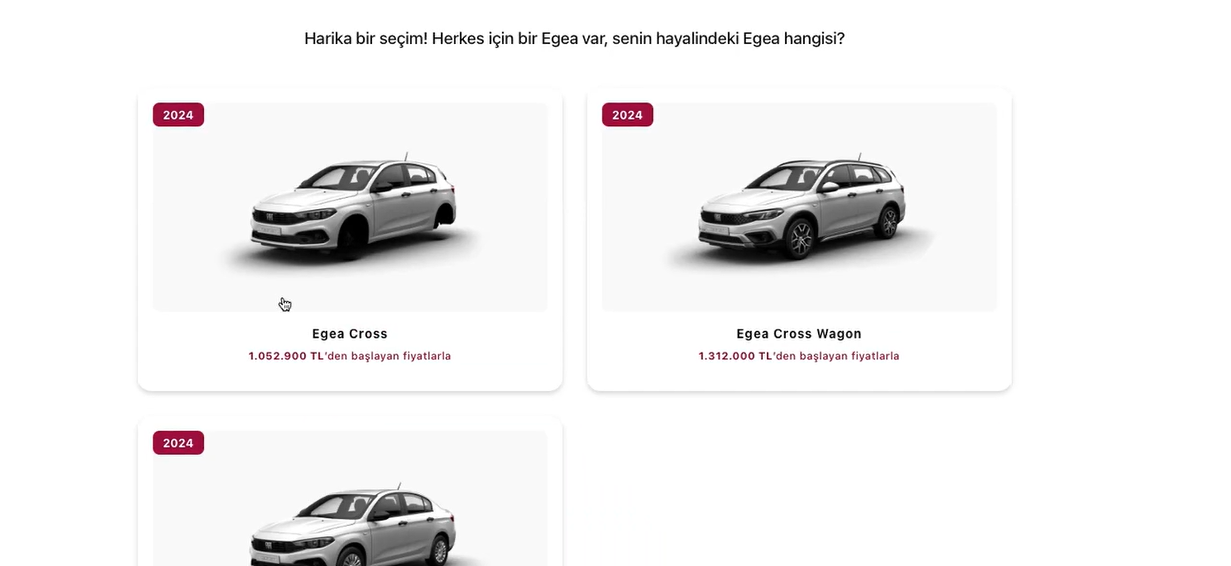 Harika bir seçim! Herkes için bir Egea var, senin hayalindeki Egea hangisi?
2024
2024
Egea Cross
1.052.900 TL'den başlayan fiyatlarla
Egea Cross Wagon
1.312.000 TL'den başlayan fiyatlarla
2024